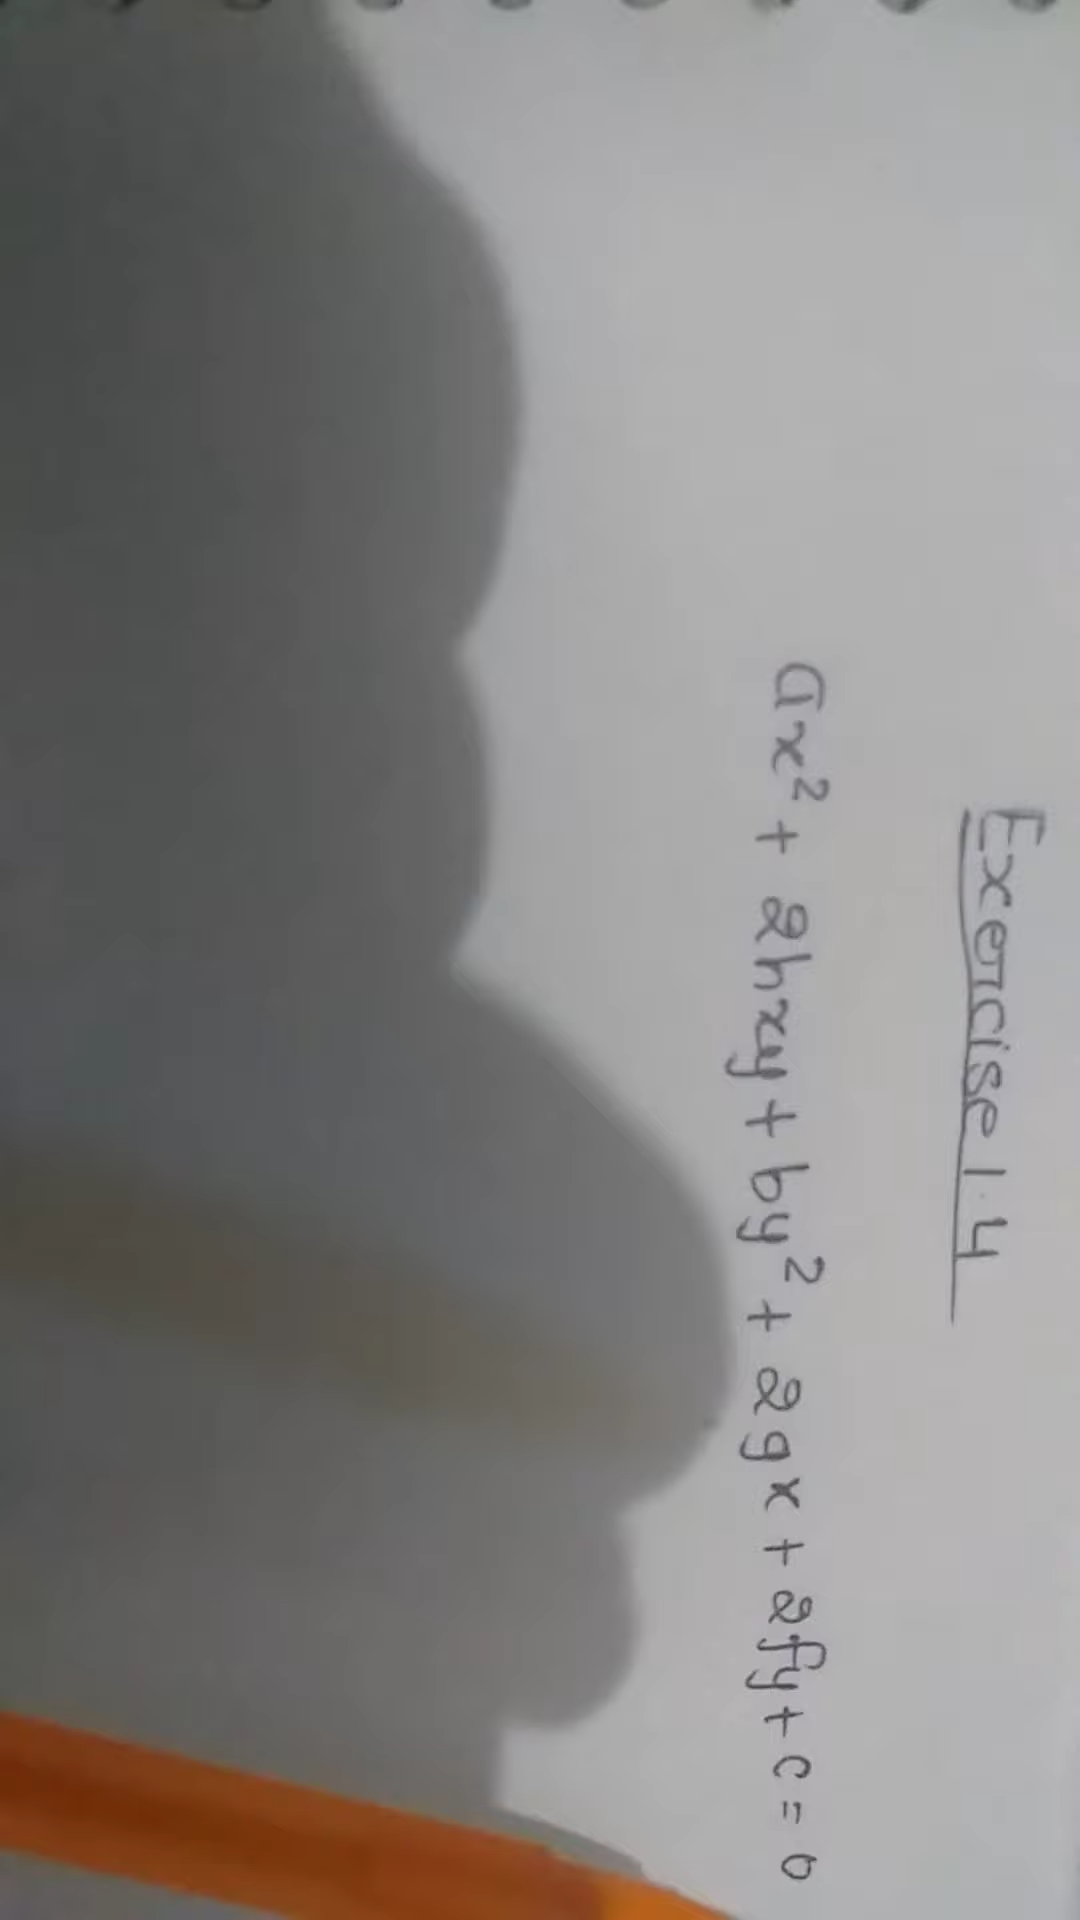 Exercise 1.4
ax² + 2hxy + by² + 2gx + 2fy + c = 0